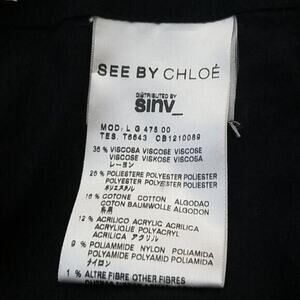 SEE BY CHLOÉ
DISTRIBUTED BY
sinv_
MOD: L G 475 00
TES. T6643 CB1210089
36 % VISCOSA VISCOSE VISCOSE
VISCOSE VISKOSE VISCOSA
レーヨン
26 % POLIESTERE POLYESTER POLIESTER
POLYESTER POLYESTER POLIESTER
ポリエステル
16 % COTONE COTTON ALGODAO
COTON BAUMWOLLE ALGODON
12 % ACRILICO ACRYLIC ACRILICA
ACRYLIQUE POLYACRYL
ACRILICA アクリル
9 % POLIAMMIDE NYLON POLIAMIDA
POLYAMIDE POLYAMID POLIAMIDA
ナイロン
1 % ALTRE FIBRE OTHER FIBRES